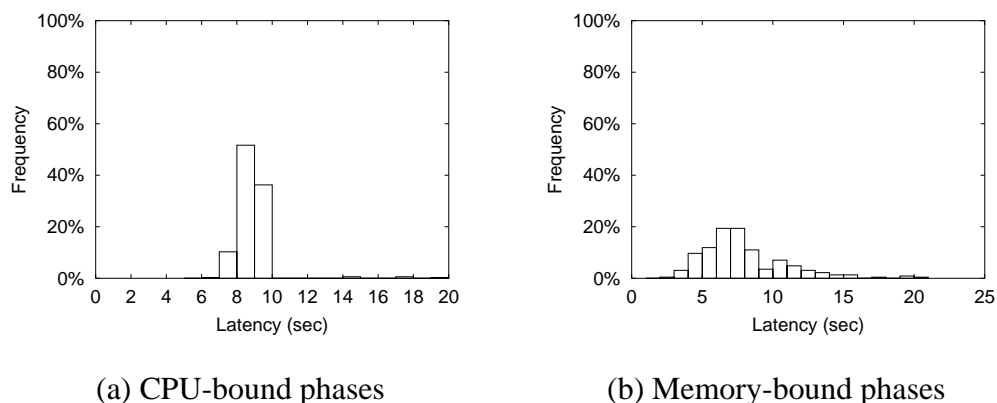 100%
80%
60%
40%
20%
0%
Frequency
0 2 4 6 8 10 12 14 16 18 20
Latency (sec)
(a) CPU-bound phases
100%
80%
60%
40%
20%
0%
Frequency
0 5 10 15 20 25
Latency (sec)
(b) Memory-bound phases